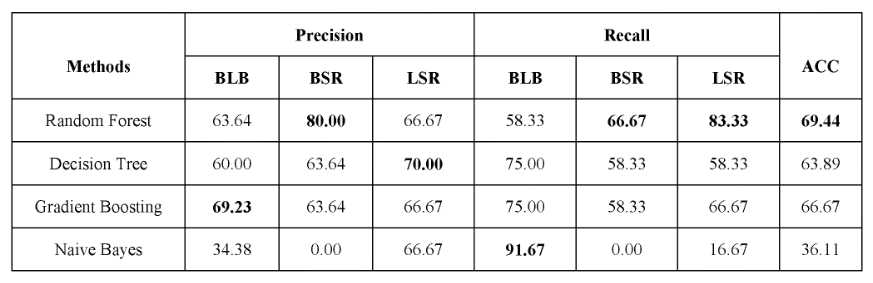 Methods Precision Recall ACC
BLB BSR LSR BLB BSR LSR
Random Forest 63.64 80.00 66.67 58.33 66.67 83.33 69.44
Decision Tree 60.00 63.64 70.00 75.00 58.33 58.33 63.89
Gradient Boosting 69.23 63.64 66.67 75.00 58.33 66.67 66.67
Naive Bayes 34.38 0.00 66.67 91.67 0.00 16.67 36.11